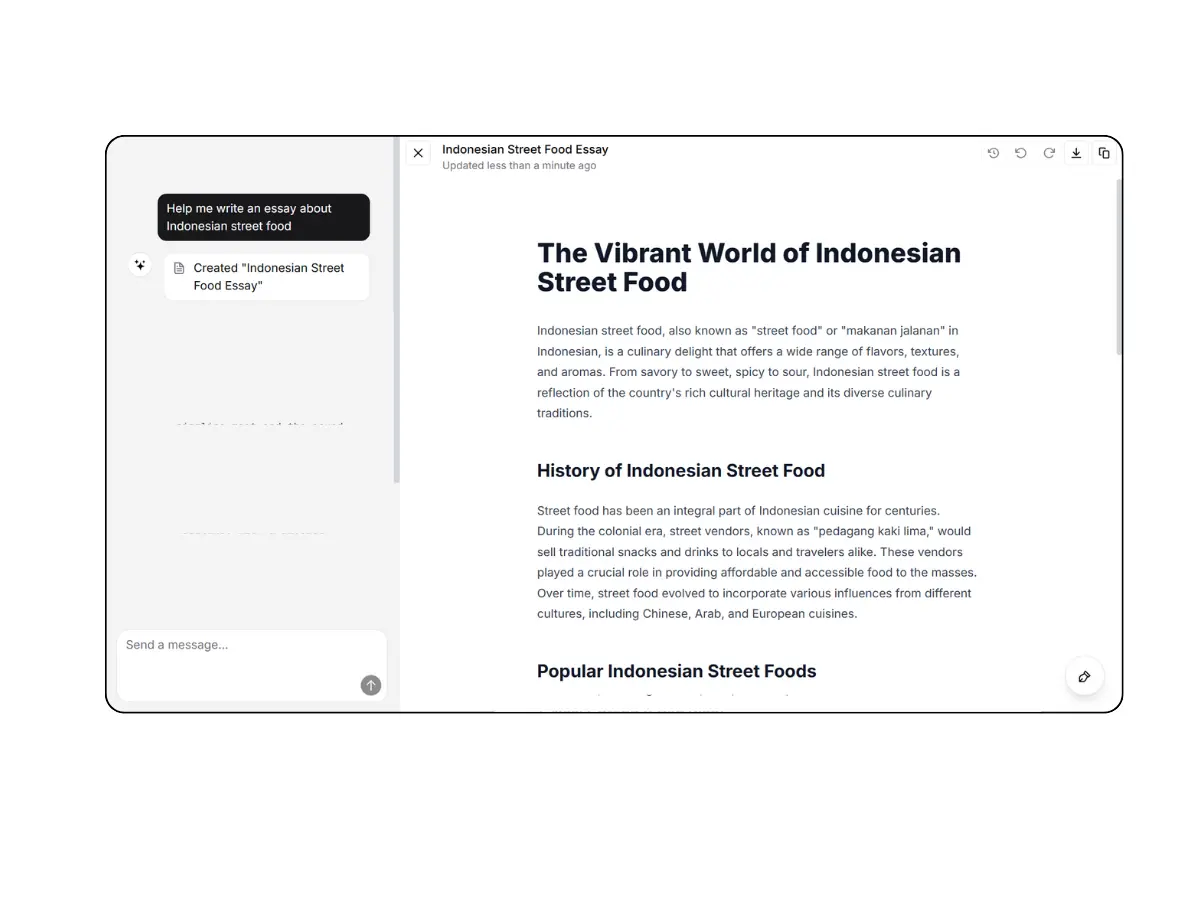 Help me write an essay about
Indonesian street food
Created "Indonesian Street
Food Essay"
Send a message...
Indonesian Street Food Essay
Updated less than a minute ago
The Vibrant World of Indonesian
Street Food
Indonesian street food, also known as "street food" or "makanan jalanan" in
Indonesian, is a culinary delight that offers a wide range of flavors, textures,
and aromas. From savory to sweet, spicy to sour, Indonesian street food is a
reflection of the country's rich cultural heritage and its diverse culinary
traditions.
History of Indonesian Street Food
Street food has been an integral part of Indonesian cuisine for centuries.
During the colonial era, street vendors, known as "pedagang kaki lima," would
sell traditional snacks and drinks to locals and travelers alike. These vendors
played a crucial role in providing affordable and accessible food to the masses.
Over time, street food evolved to incorporate various influences from different
cultures, including Chinese, Arab, and European cuisines.
Popular Indonesian Street Foods